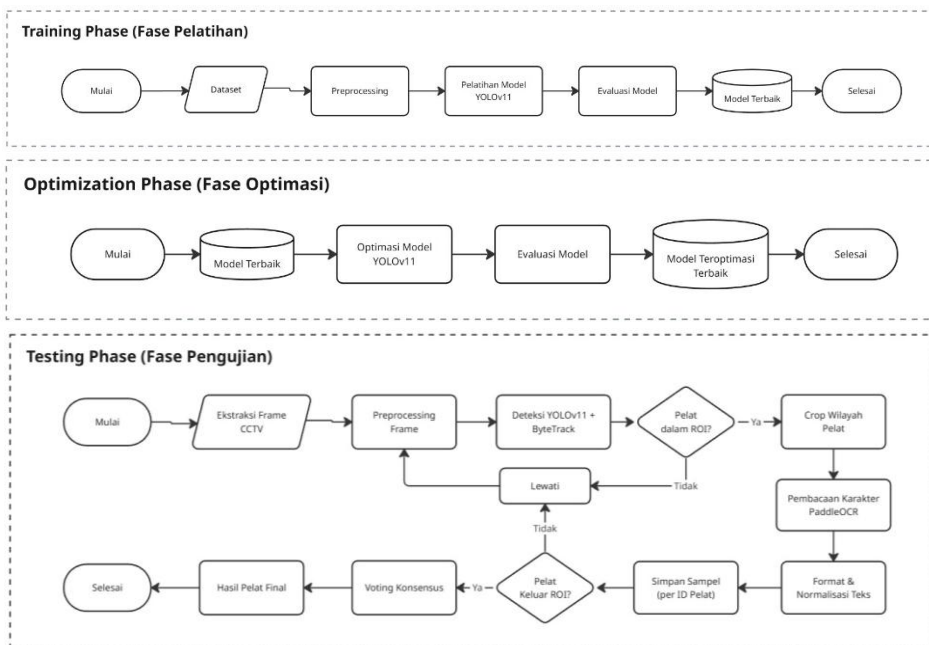 Training Phase (Fase Pelatihan)
Mulai
Dataset
Preprocessing
Pelatihan Model
YOLOv11
Evaluasi Model
Model Terbaik
Selesai
Optimization Phase (Fase Optimasi)
Mulai
Model Terbaik
Optimasi Model
YOLOv11
Evaluasi Model
Model Teroptimasi
Terbaik
Selesai
Testing Phase (Fase Pengujian)
Mulai
Ekstraksi Frame
CCTV
Preprocessing
Frame
Deteksi YOLOv11 +
ByteTrack
Pelat
dalam ROI?
Ya
Crop Wilayah
Pelat
Tidak
Lewati
Pembacaan Karakter
PaddleOCR
Tidak
Format &
Normalisasi Teks
Simpan Sampel
(per ID Pelat)
Pelat
Keluar ROI?
Ya
Voting Konsensus
Hasil Pelat Final
Selesai